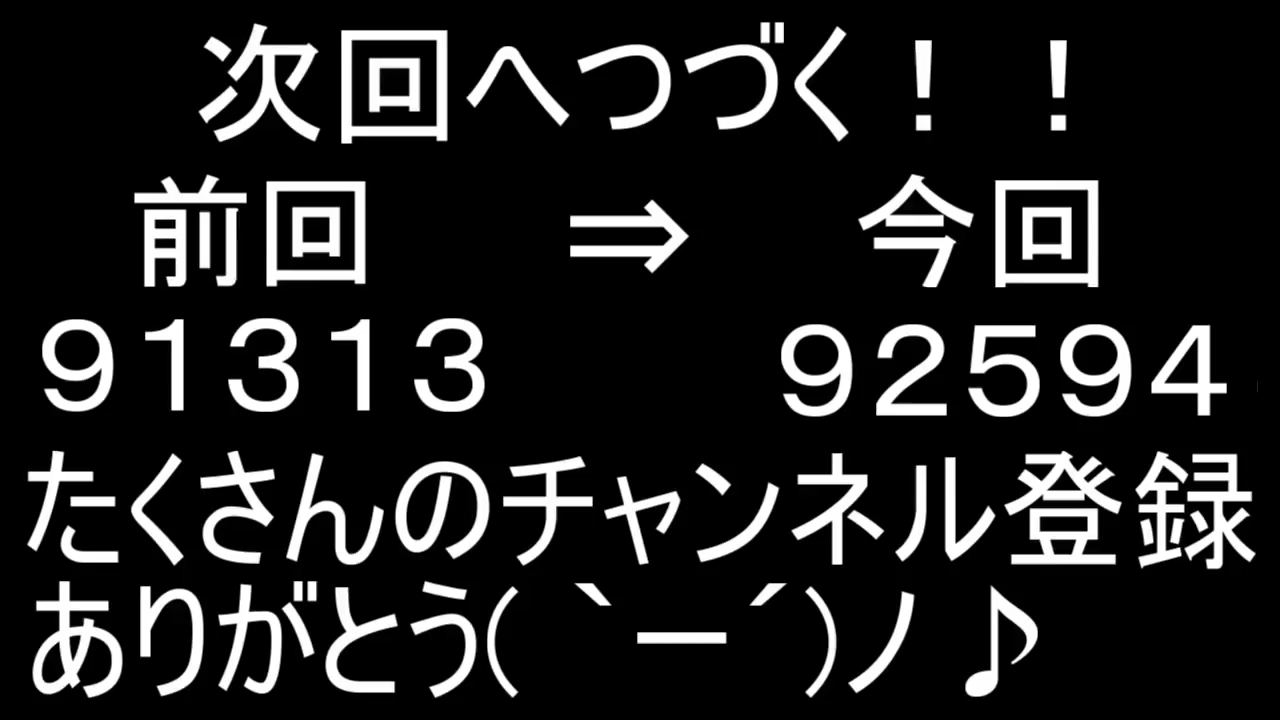 次回へつづく！！
前回　⇒　今回
９１３１３　９２５９４
たくさんのチャンネル登録
ありがとう(｀ー´)ノ♪